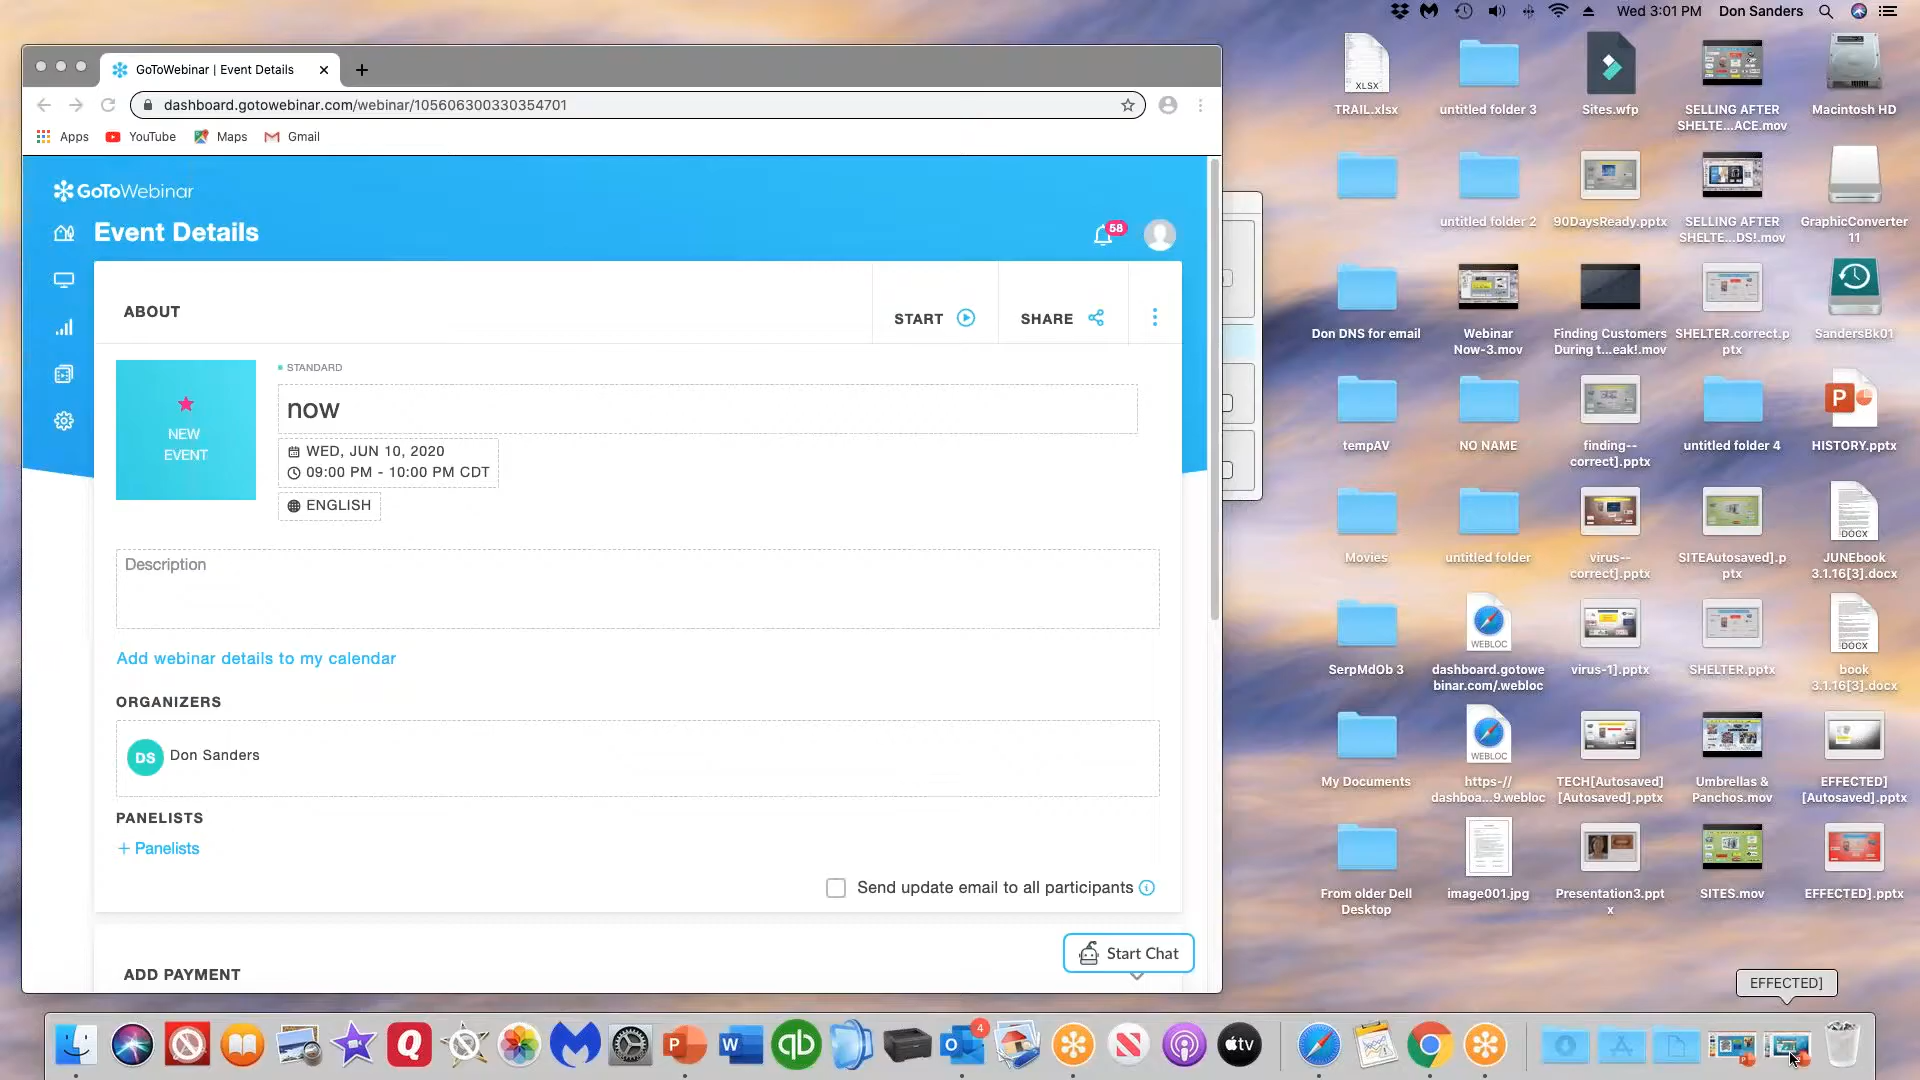 Wed 3:01 PM Don Sanders
GoToWebinar | Event Details
dashboard.gotowebinar.com/webinar/105606300330354701
Apps YouTube Maps Gmail
GoToWebinar
Event Details
58
ABOUT
START
SHARE
STANDARD
now
NEW
EVENT
WED, JUN 10, 2020
09:00 PM - 10:00 PM CDT
ENGLISH
Description
Add webinar details to my calendar
ORGANIZERS
DS Don Sanders
PANELISTS
+ Panelists
Send update email to all participants
Start Chat
ADD PAYMENT
XLSX
TRAIL.xlsx
untitled folder 3
Sites.wfp
SELLING AFTER
SHELTE...ACE.mov
Macintosh HD
untitled folder 2
90DaysReady.pptx
SELLING AFTER
SHELTE...DS!.mov
GraphicConverter
11
Don DNS for email
Webinar
Now-3.mov
Finding Customers
During t...eak!.mov
SHELTER.correct.p
ptx
SandersBk01
tempAV
NO NAME
finding--
correct].pptx
untitled folder 4
P
HISTORY.pptx
Movies
untitled folder
virus--
correct].pptx
SITEAutosaved].p
ptx
DOCX
JUNEbook
3.1.16[3].docx
SerpMdOb 3
WEBLOC
dashboard.gotowe
binar.com/.webloc
virus-1].pptx
SHELTER.pptx
DOCX
book
3.1.16[3].docx
My Documents
WEBLOC
https-//
dashboa...9.webloc
TECH[Autosaved]
[Autosaved].pptx
Umbrellas &
Panchos.mov
EFFECTED]
[Autosaved].pptx
From older Dell
Desktop
image001.jpg
Presentation3.ppt
x
SITES.mov
EFFECTED].pptx
EFFECTED]
Q
P
W
qb
O
4
N
tv